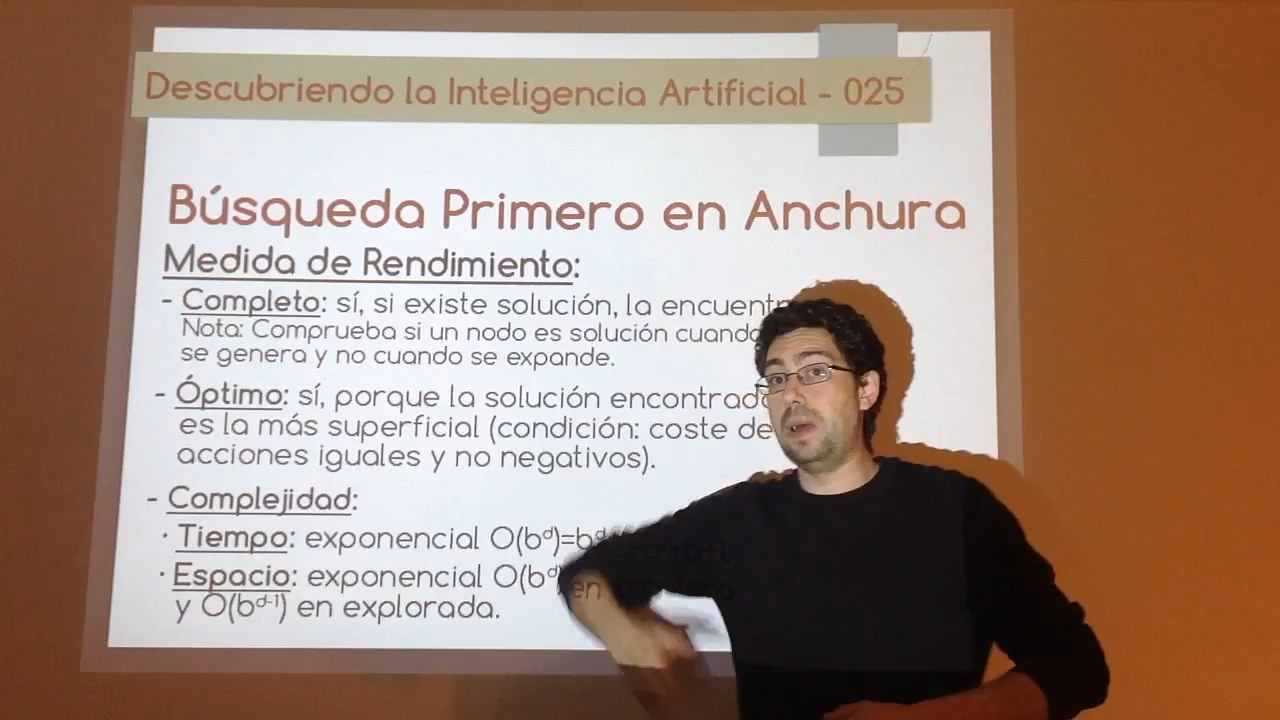 Descubriendo la Inteligencia Artificial - 025
Búsqueda Primero en Anchura
Medida de Rendimiento:
- Completo: sí, si existe solución, la
Nota: Comprueba si un nodo es solución cuando
se genera y no cuando se expande.
- Óptimo: sí, porque la solución
es la más superficial (condición: coste de
acciones iguales y no negativos).
- Complejidad:
· Tiempo: exponencial O(bᵈ)=
· Espacio: exponencial O(bᵈ) en
y O(bᵈ⁻¹) en explorada.